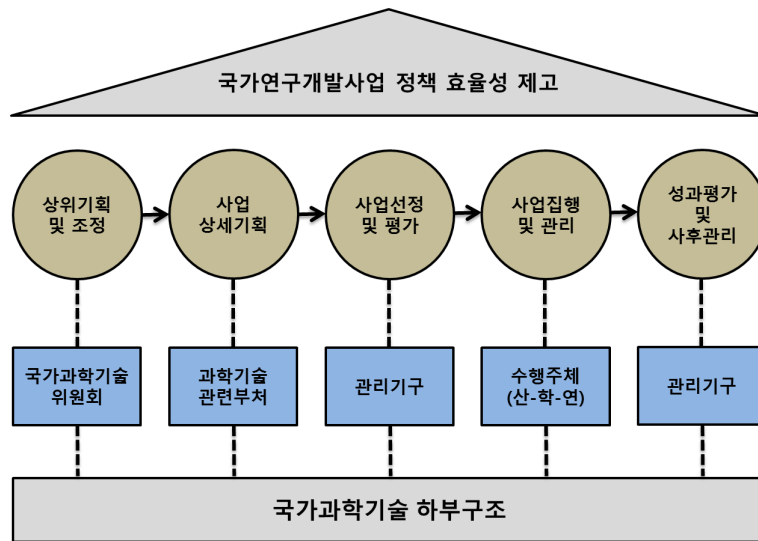 국가연구개발사업 정책 효율성 제고
상위기획
및 조정
사업
상세기획
사업선정
및 평가
사업집행
및 관리
성과평가
및
사후관리
국가과학기술
위원회
과학기술
관련부처
관리기구
수행주체
(산-학-연)
관리기구
국가과학기술 하부구조